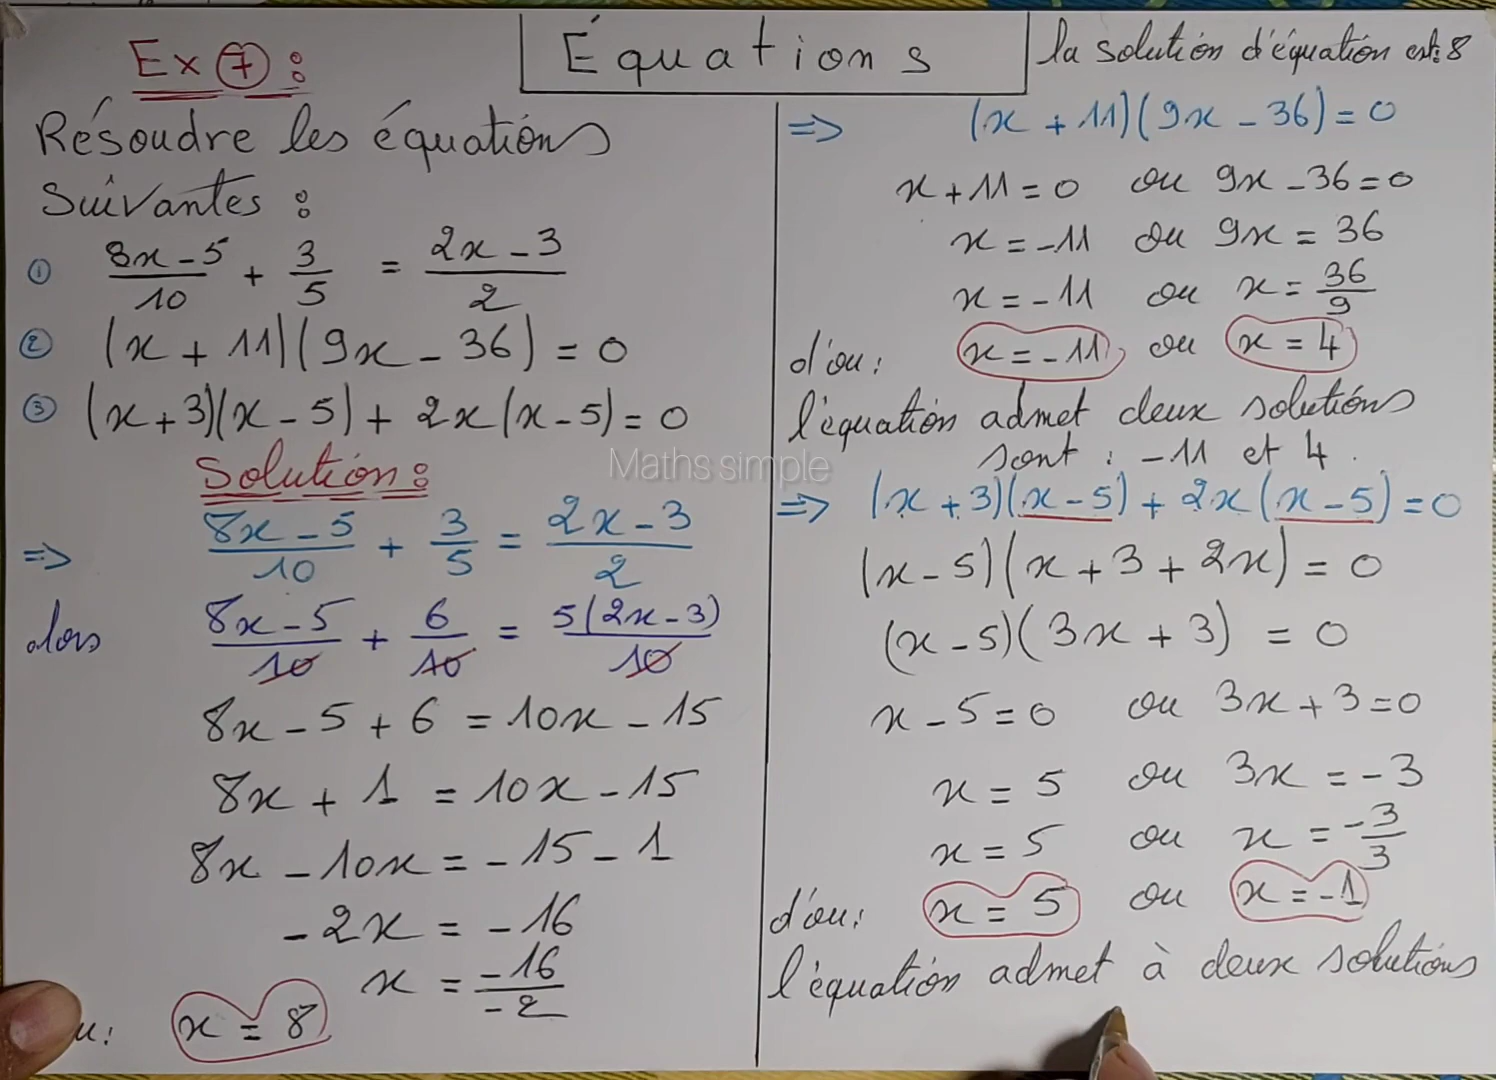 Équations
Ex 7 :
Résoudre les équations
Suivantes :
① 8x - 5 / 10 + 3 / 5 = 2x - 3 / 2
② (x + 11)(9x - 36) = 0
③ (x+3)(x - 5) + 2x(x - 5) = 0
Solution :
⇒ 8x - 5 / 10 + 3 / 5 = 2x - 3 / 2
alors 8x - 5 / 10 + 6 / 10 = 5(2x - 3) / 10
8x - 5 + 6 = 10x - 15
8x + 1 = 10x - 15
8x - 10x = - 15 - 1
- 2x = - 16
x = - 16 / - 2
u : x = 8
la solution d'équation est : 8
⇒ (x + 11)(9x - 36) = 0
x + 11 = 0 ou 9x - 36 = 0
x = - 11 ou 9x = 36
x = - 11 ou x = 36 / 9
d'ou : x = - 11 ou x = 4
l'équation admet deux solutions
sont : - 11 et 4 .
⇒ (x + 3)(x - 5) + 2x(x - 5) = 0
(x - 5)(x + 3 + 2x) = 0
(x - 5)(3x + 3) = 0
x - 5 = 0 ou 3x + 3 = 0
x = 5 ou 3x = - 3
x = 5 ou x = - 3 / 3
d'ou : x = 5 ou x = - 1
l'équation admet à deux solutions
Maths simple